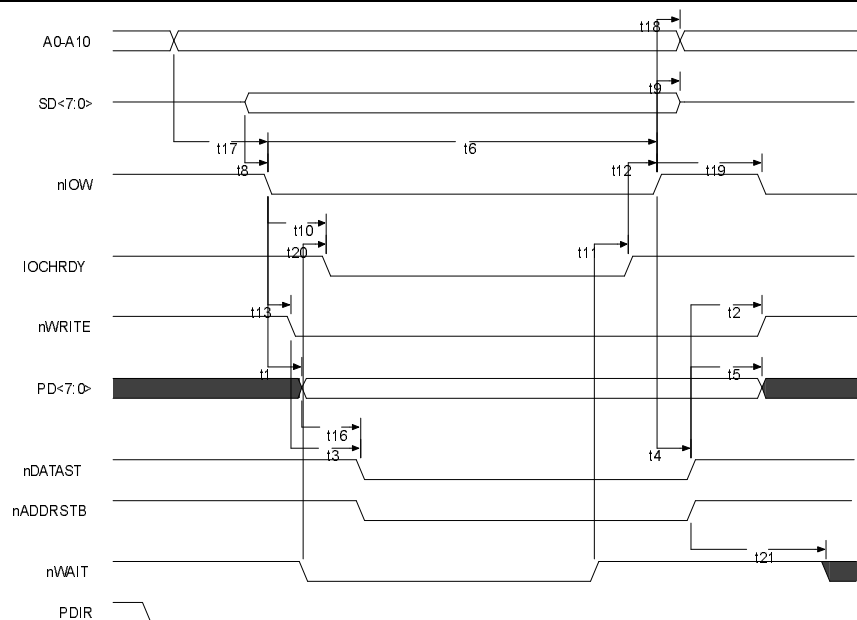 t18
A0-A10
t9
SD<7:0>
t17
t6
t8
t12
t19
nIOW
t10
t20
t11
IOCHRDY
t13
t2
nWRITE
t1
t5
PD<7:0>
t16
t3
t4
nDATAST
nADDRSTB
t21
nWAIT
PDIR